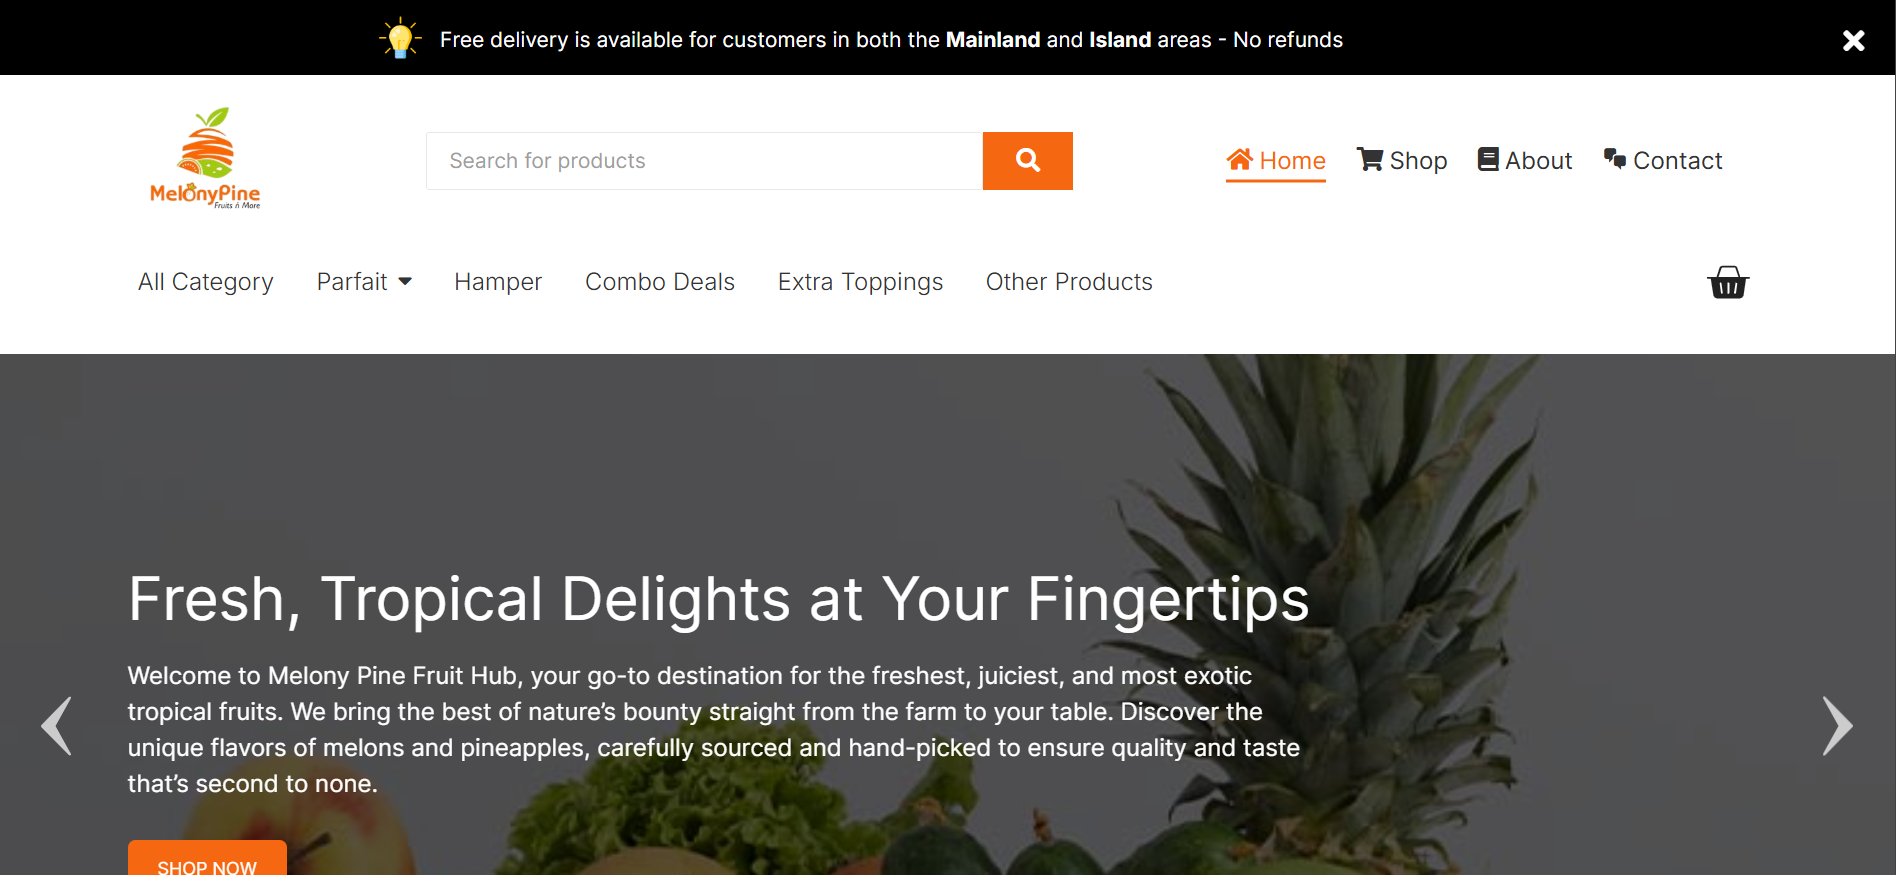 Free delivery is available for customers in both the Mainland and Island areas - No refunds
MelonyPine
Fruits n More
Search for products
Home
Shop
About
Contact
All Category
Parfait
Hamper
Combo Deals
Extra Toppings
Other Products
Fresh, Tropical Delights at Your Fingertips
Welcome to Melony Pine Fruit Hub, your go-to destination for the freshest, juiciest, and most exotic
tropical fruits. We bring the best of nature’s bounty straight from the farm to your table. Discover the
unique flavors of melons and pineapples, carefully sourced and hand-picked to ensure quality and taste
that’s second to none.
SHOP NOW